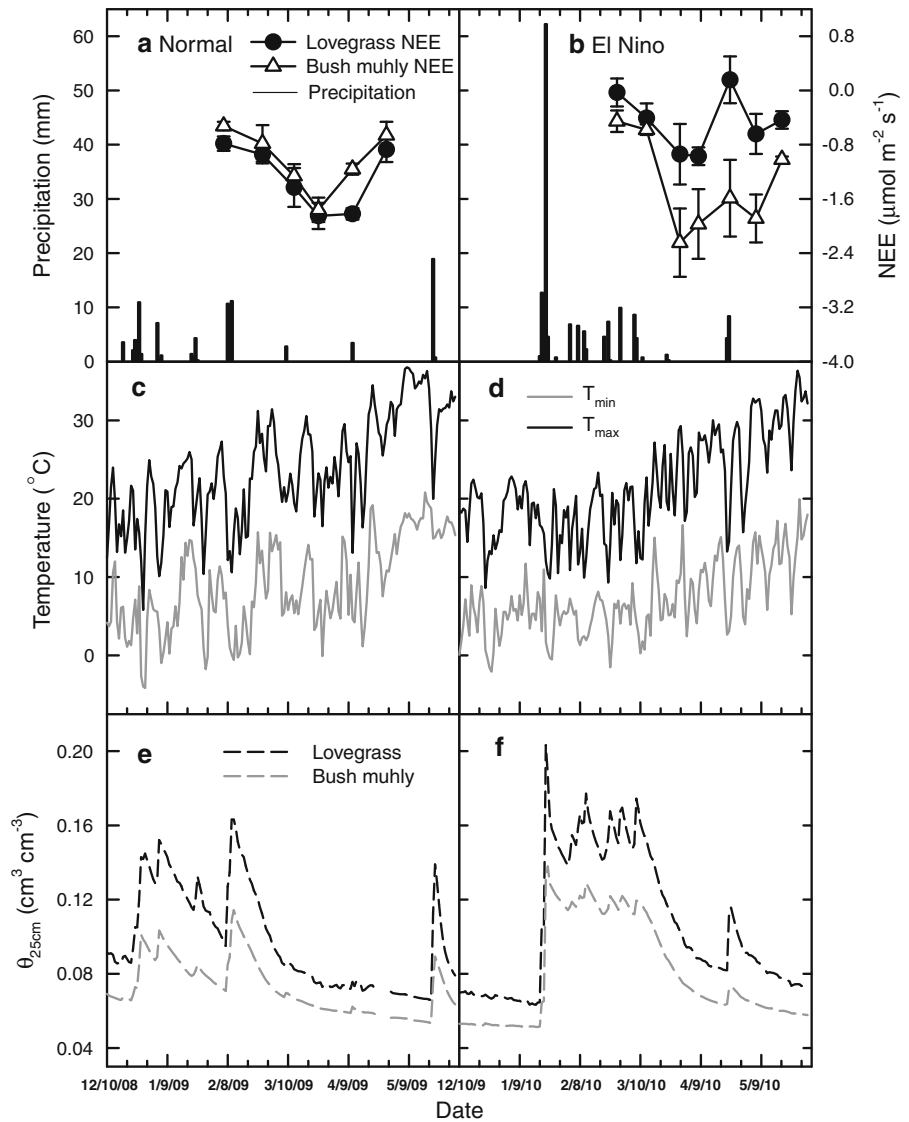 a Normal
Lovegrass NEE
Bush muhly NEE
Precipitation
b El Nino
Precipitation (mm)
60
50
40
30
20
10
0
0.8
0.0
-0.8
-1.6
-2.4
-3.2
-4.0
NEE (μmol m⁻² s⁻¹)
c
d
Tmin
Tmax
Temperature (°C)
30
20
10
0
e
Lovegrass
Bush muhly
f
θ25cm (cm³ cm⁻³)
0.20
0.16
0.12
0.08
0.04
12/10/08 1/9/09 2/8/09 3/10/09 4/9/09 5/9/09 12/10/9 1/9/10 2/8/10 3/10/10 4/9/10 5/9/10
Date